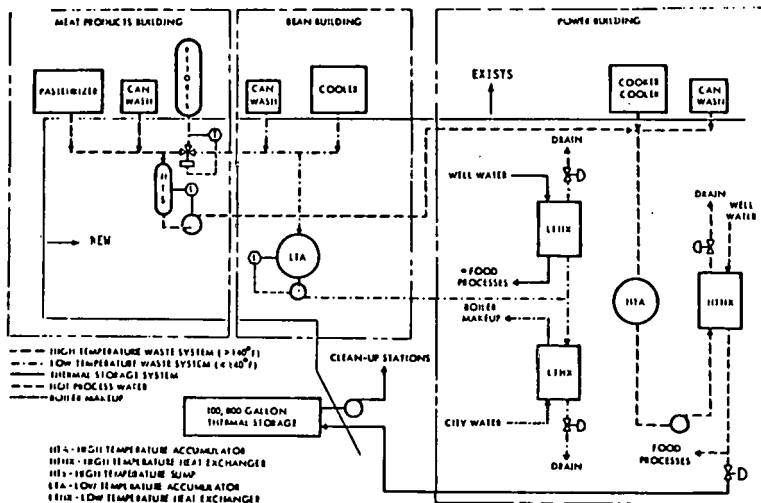 MEAT PRODUCTS BUILDING
BEAN BUILDING
POWER BUILDING
RETORT
EXISTS
PASTEURIZER
CAN
WASH
CAN
WASH
COOLER
COOKER
COOLER
CAN
WASH
T
DRAIN
WELL WATER
DRAIN
WELL
WATER
HTS
L
LTHX
NEW
L
LTA
HTA
HTHX
FOOD
PROCESSES
BOILER
MAKEUP
HIGH TEMPERATURE WASTE SYSTEM (>140°F)
LOW TEMPERATURE WASTE SYSTEM (<140°F)
THERMAL STORAGE SYSTEM
HOT PROCESS WATER
BOILER MAKEUP
CLEAN-UP STATIONS
LTHX
100,000 GALLON
THERMAL STORAGE
CITY WATER
FOOD
PROCESSES
DRAIN
HTA - HIGH TEMPERATURE ACCUMULATOR
HTHX - HIGH TEMPERATURE HEAT EXCHANGER
HTS - HIGH TEMPERATURE SUMP
LTA - LOW TEMPERATURE ACCUMULATOR
LTHX - LOW TEMPERATURE HEAT EXCHANGER